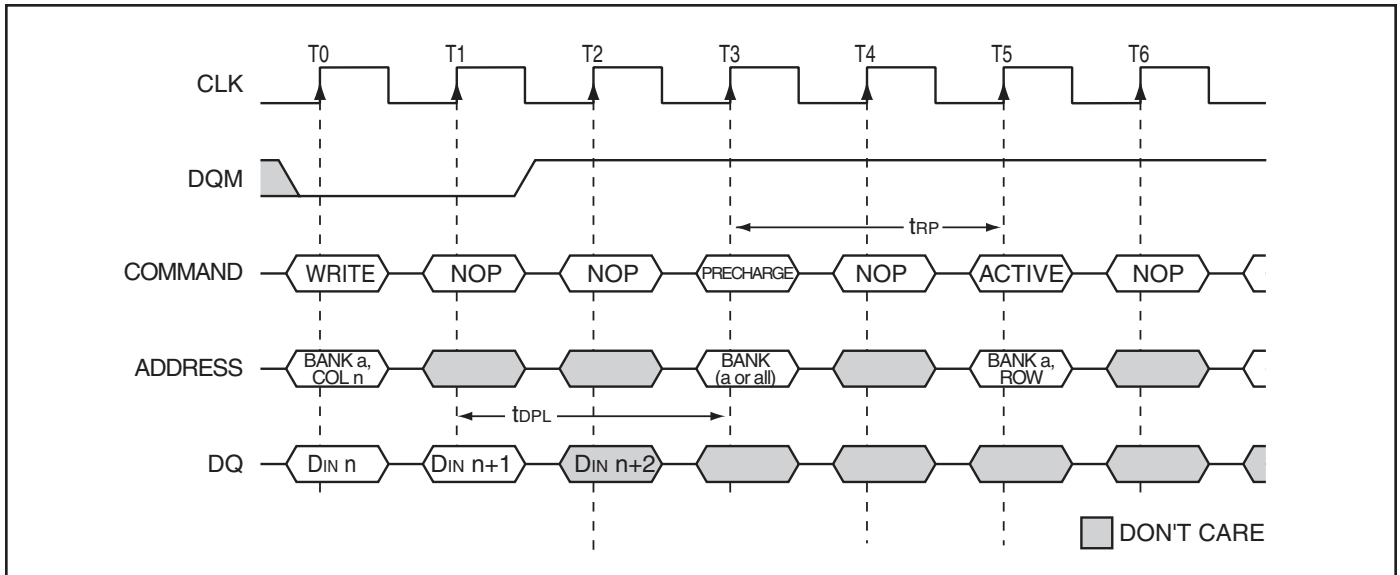 T0 T1 T2 T3 T4 T5 T6
CLK
DQM
tRP
COMMAND WRITE NOP NOP PRECHARGE NOP ACTIVE NOP
ADDRESS BANK a, COL n BANK (a or all) BANK a, ROW
tDPL
DQ DIN n DIN n+1 DIN n+2
DON'T CARE